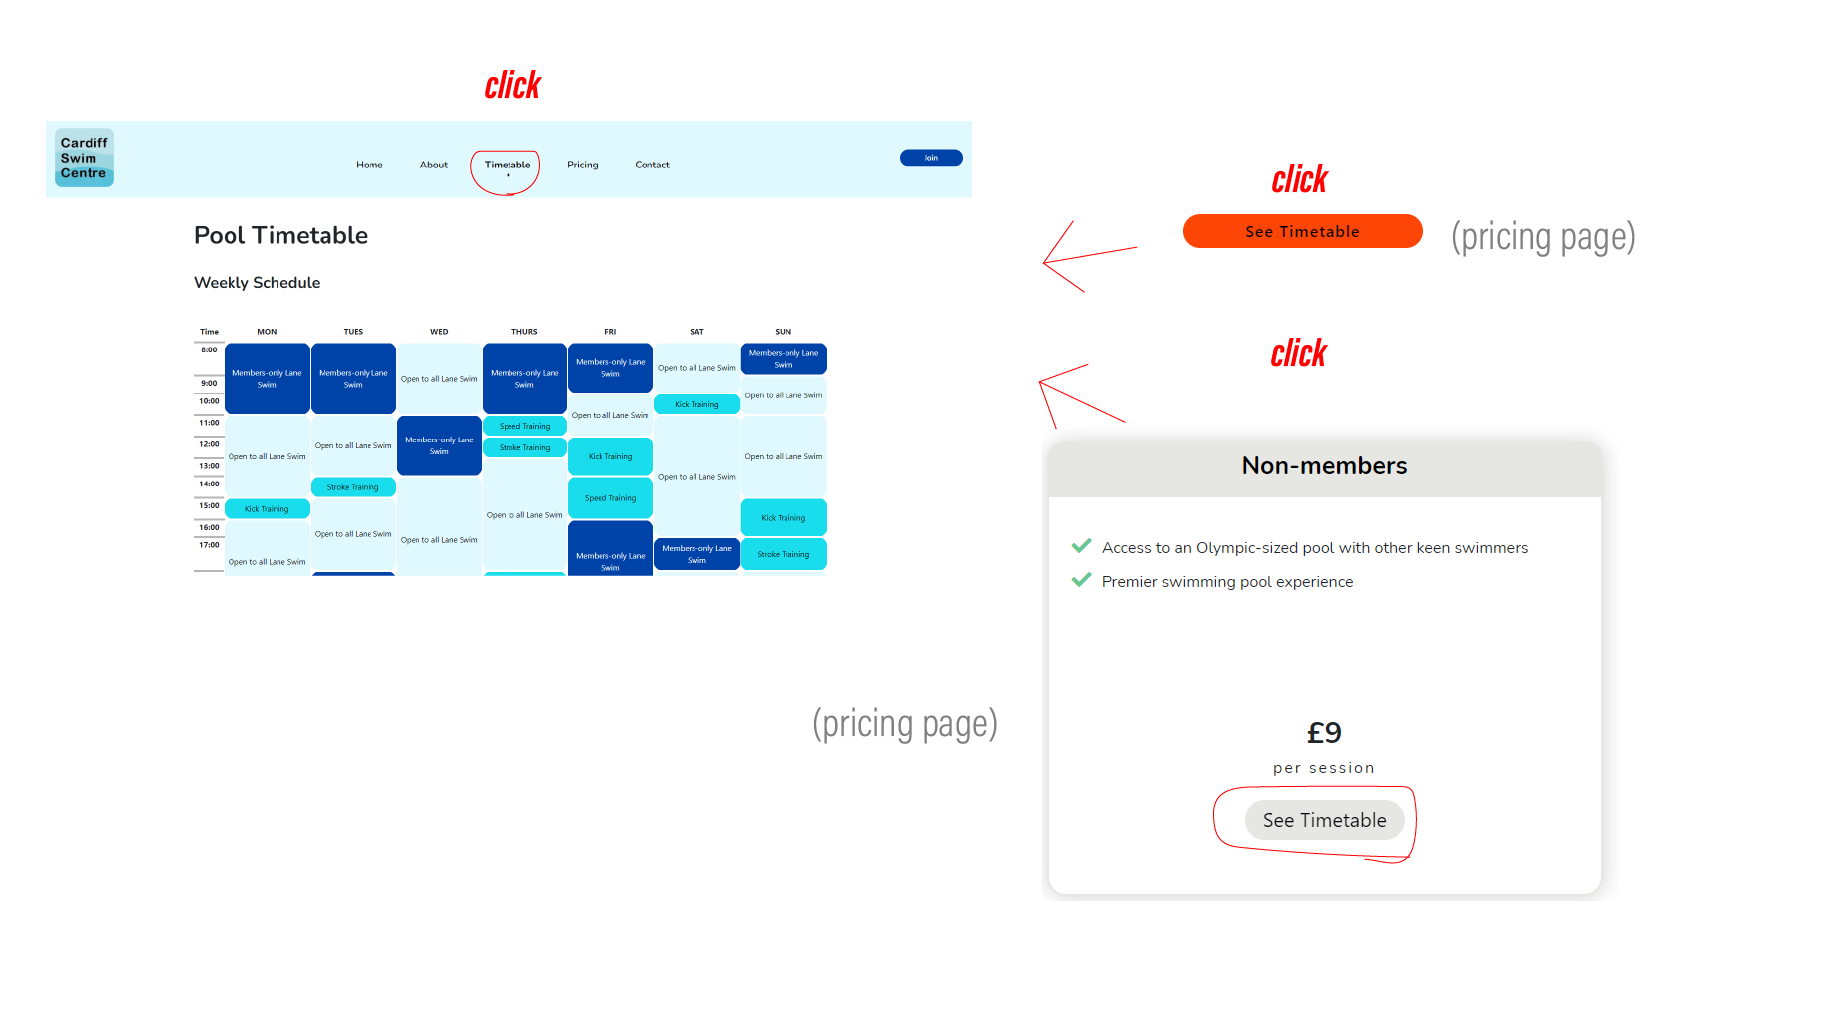 click
Cardiff
Swim
Centre
Home About Timetable Pricing Contact
Join
Pool Timetable
Weekly Schedule
Time MON TUES WED THURS FRI SAT SUN
8:00
9:00
10:00
11:00
12:00
13:00
14:00
15:00
16:00
17:00
Members-only Lane
Swim
Open to all Lane Swim
Kick Training
Open to all Lane Swim
Members-only Lane
Swim
Open to all Lane Swim
Stroke Training
Open to all Lane Swim
Open to all Lane Swim
Members-only Lane
Swim
Open to all Lane Swim
Members-only Lane
Swim
Speed Training
Stroke Training
Open to all Lane Swim
Members-only Lane
Swim
Open to all Lane Swim
Kick Training
Speed Training
Members-only Lane
Swim
Open to all Lane Swim
Kick Training
Open to all Lane Swim
Members-only Lane
Swim
Members-only Lane
Swim
Open to all Lane Swim
Open to all Lane Swim
Kick Training
Stroke Training
click
See Timetable (pricing page)
click
(pricing page)
Non-members
Access to an Olympic-sized pool with other keen swimmers
Premier swimming pool experience
£9
per session
See Timetable